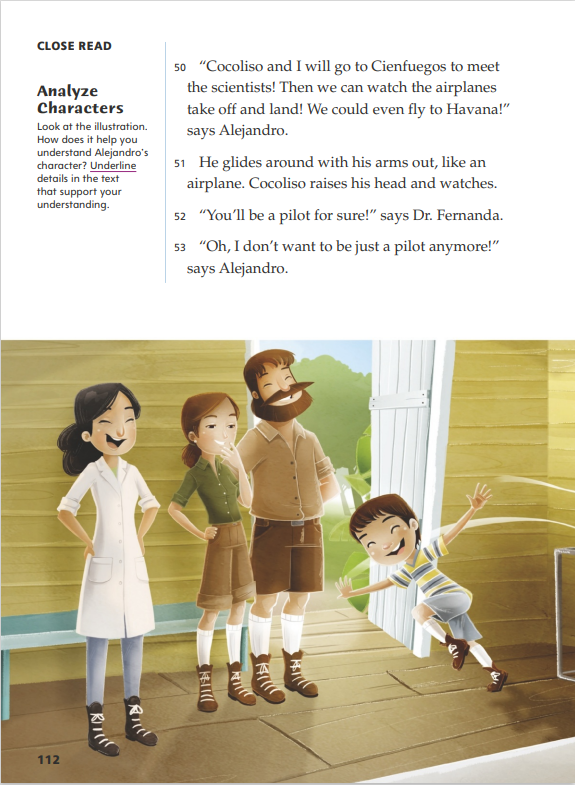 CLOSE READ
Analyze
Characters
Look at the illustration.
How does it help you
understand Alejandro’s
character? Underline
details in the text
that support your
understanding.
50 “Cocoliso and I will go to Cienfuegos to meet
the scientists! Then we can watch the airplanes
take off and land! We could even fly to Havana!”
says Alejandro.
51 He glides around with his arms out, like an
airplane. Cocoliso raises his head and watches.
52 “You’ll be a pilot for sure!” says Dr. Fernanda.
53 “Oh, I don’t want to be just a pilot anymore!”
says Alejandro.
112